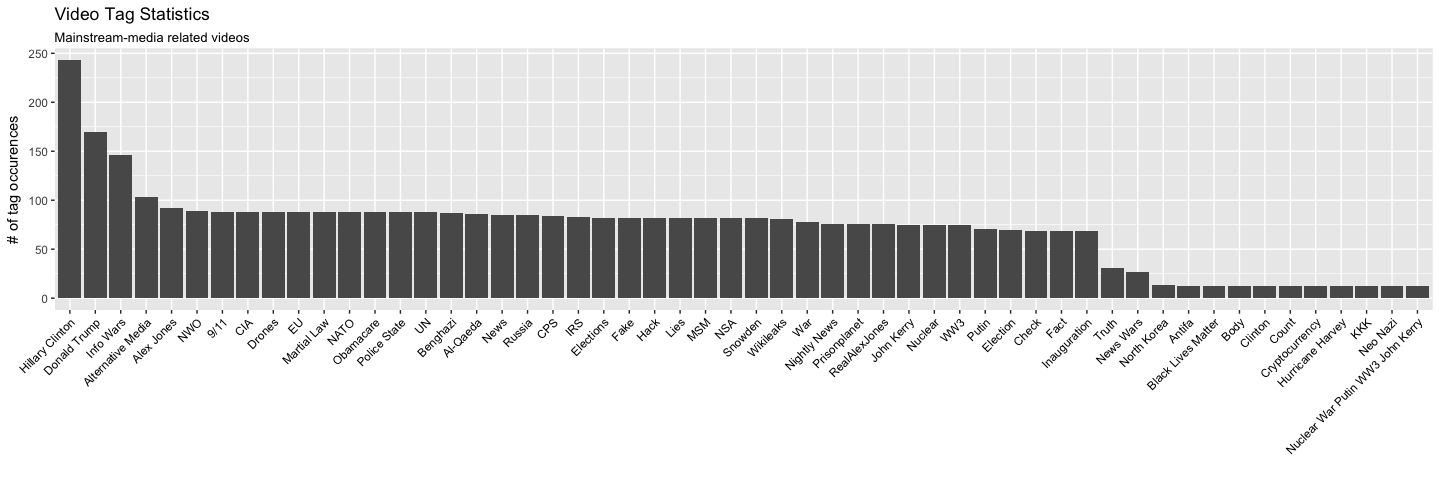 Video Tag Statistics
Mainstream-media related videos
# of tag occurences
250
200
150
100
50
0
Hillary Clinton
Donald Trump
Info Wars
Alternative Media
Alex Jones
NWO
9/11
CIA
Drones
EU
Martial Law
NATO
Obamacare
Police State
UN
Benghazi
Al-Qaeda
News
Russia
CPS
IRS
Elections
Fake
Hack
Lies
MSM
NSA
Snowden
Wikileaks
War
Nightly News
Prisonplanet
RealAlexJones
John Kerry
Nuclear
WW3
Putin
Election
Check
Fact
Inauguration
Truth
News Wars
North Korea
Antifa
Black Lives Matter
Body
Clinton
Count
Cryptocurrency
Hurricane Harvey
KKK
Neo Nazi
Nuclear War Putin WW3 John Kerry